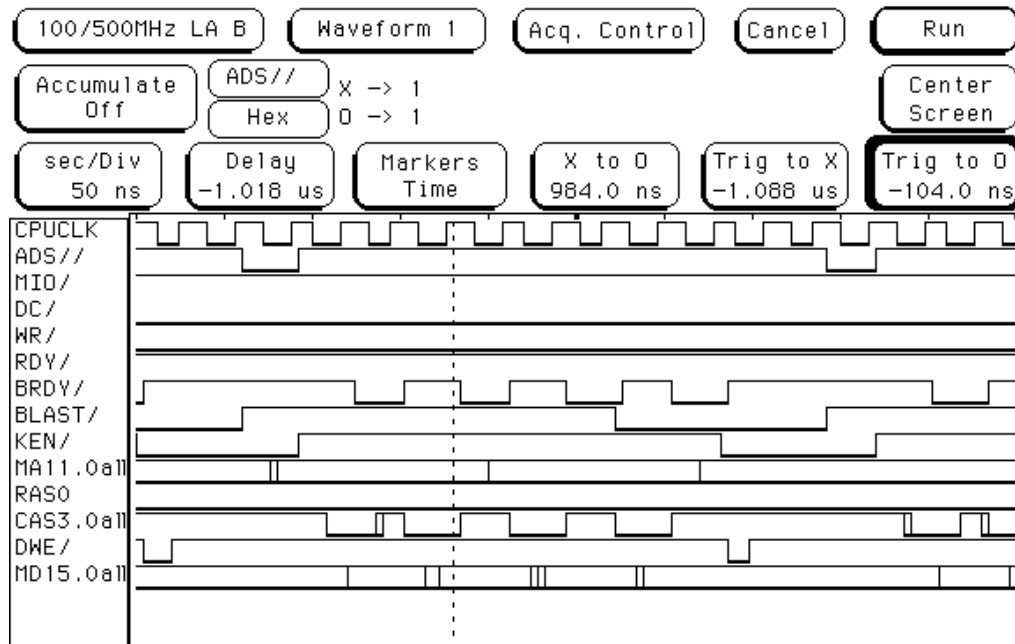 100/500MHz LA B Waveform 1 Acq. Control Cancel Run
Accumulate Off
ADS// X -> 1
Hex O -> 1
Center Screen
sec/Div Delay Markers X to O Trig to X Trig to O
50 ns -1.018 us Time 984.0 ns -1.088 us -104.0 ns
CPUCLK
ADS//
MIO/
DC/
WR/
RDY/
BRDY/
BLAST/
KEN/
MA11.0all
RAS0
CAS3.0all
DWE/
MD15.0all